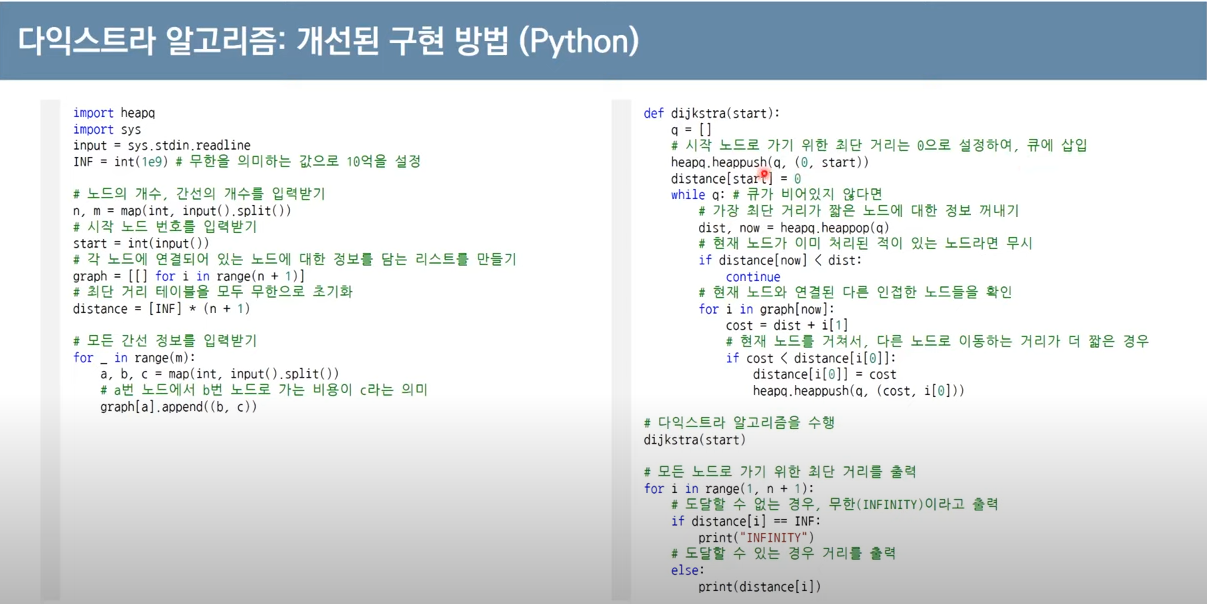 다익스트라 알고리즘: 개선된 구현 방법 (Python)
import heapq
import sys
input = sys.stdin.readline
INF = int(1e9) # 무한을 의미하는 값으로 10억을 설정

# 노드의 개수, 간선의 개수를 입력받기
n, m = map(int, input().split())
# 시작 노드 번호를 입력받기
start = int(input())
# 각 노드에 연결되어 있는 노드에 대한 정보를 담는 리스트를 만들기
graph = [[] for i in range(n + 1)]
# 최단 거리 테이블을 모두 무한으로 초기화
distance = [INF] * (n + 1)

# 모든 간선 정보를 입력받기
for _ in range(m):
    a, b, c = map(int, input().split())
    # a번 노드에서 b번 노드로 가는 비용이 c라는 의미
    graph[a].append((b, c))

def dijkstra(start):
    q = []
    # 시작 노드로 가기 위한 최단 거리는 0으로 설정하여, 큐에 삽입
    heapq.heappush(q, (0, start))
    distance[start] = 0
    while q: # 큐가 비어있지 않다면
        # 가장 최단 거리가 짧은 노드에 대한 정보 꺼내기
        dist, now = heapq.heappop(q)
        # 현재 노드가 이미 처리된 적이 있는 노드라면 무시
        if distance[now] < dist:
            continue
        # 현재 노드와 연결된 다른 인접한 노드들을 확인
        for i in graph[now]:
            cost = dist + i[1]
            # 현재 노드를 거쳐서, 다른 노드로 이동하는 거리가 더 짧은 경우
            if cost < distance[i[0]]:
                distance[i[0]] = cost
                heapq.heappush(q, (cost, i[0]))

# 다익스트라 알고리즘을 수행
dijkstra(start)

# 모든 노드로 가기 위한 최단 거리를 출력
for i in range(1, n + 1):
    # 도달할 수 없는 경우, 무한(INFINITY)이라고 출력
    if distance[i] == INF:
        print("INFINITY")
    # 도달할 수 있는 경우 거리를 출력
    else:
        print(distance[i])